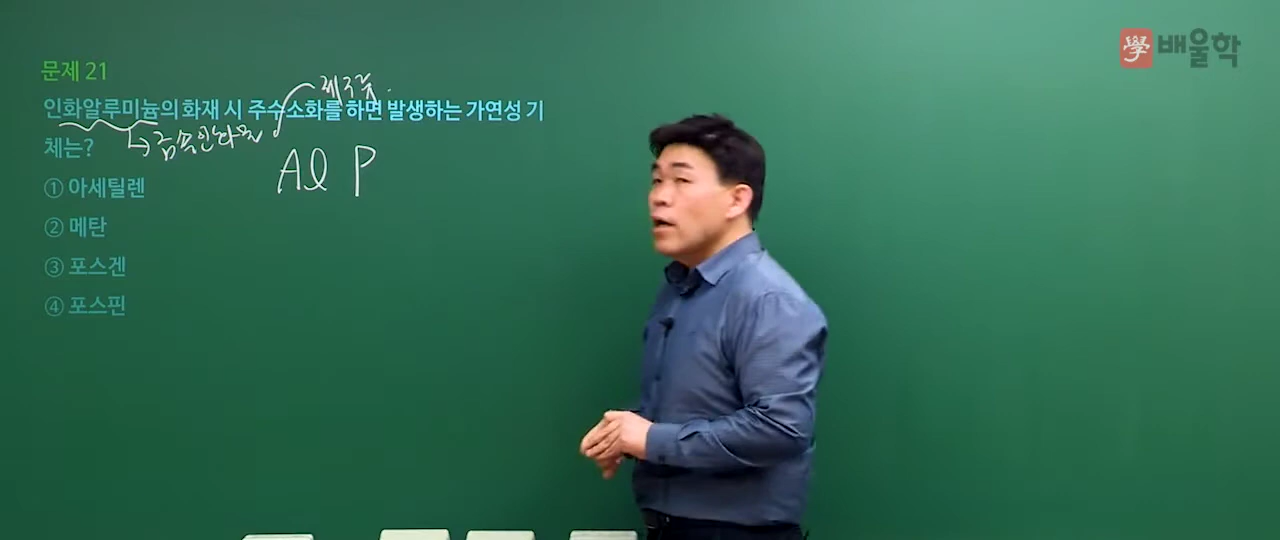 學 배울학
문제 21
제3류
인화알루미늄의 화재 시 주수소화를 하면 발생하는 가연성 기
→금속인화물
체는?
Al P
① 아세틸렌
② 메탄
③ 포스겐
④ 포스핀